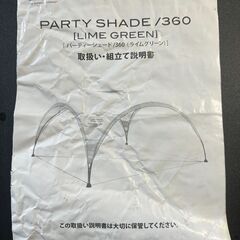 PARTY SHADE/360
[LIME GREEN]
[パーティーシェード/360(ライムグリーン)]
取扱い・組立て説明書
この取扱い説明書は大切に保管してください。